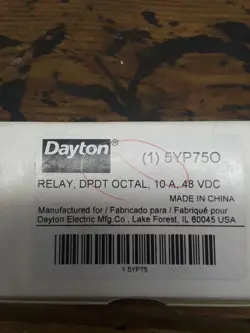 Dayton®
(1) 5YP75O
RELAY, DPDT OCTAL, 10 A, 48 VDC
MADE IN CHINA
Manufactured for / Fabricado para / Fabriqué pour
Dayton Electric Mfg.Co., Lake Forest, IL 60045 USA
1 5YP75